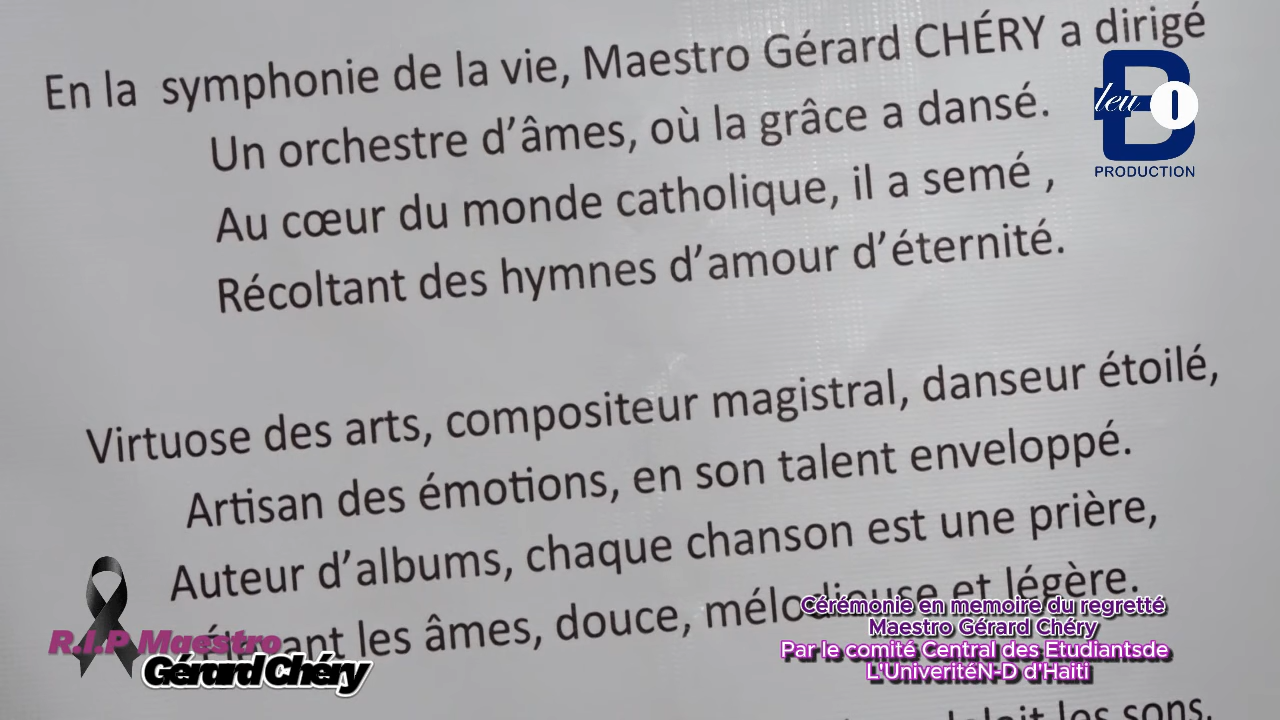 En la symphonie de la vie, Maestro Gérard CHÉRY a dirigé
Un orchestre d'âmes, où la grâce a dansé.
Au cœur du monde catholique, il a semé ,
Récoltant des hymnes d'amour d'éternité.
Virtuose des arts, compositeur magistral, danseur étoilé,
Artisan des émotions, en son talent enveloppé.
Auteur d'albums, chaque chanson est une prière,
les âmes, douce, mélodieuse et légère.
les sons,
B
leu
O
PRODUCTION
R.I.P Maestro
Gérard Chéry
Cérémonie en memoire du regretté
Maestro Gérard Chéry
Par le comité Central des Etudiantsde
L'UniveritéN-D d'Haiti